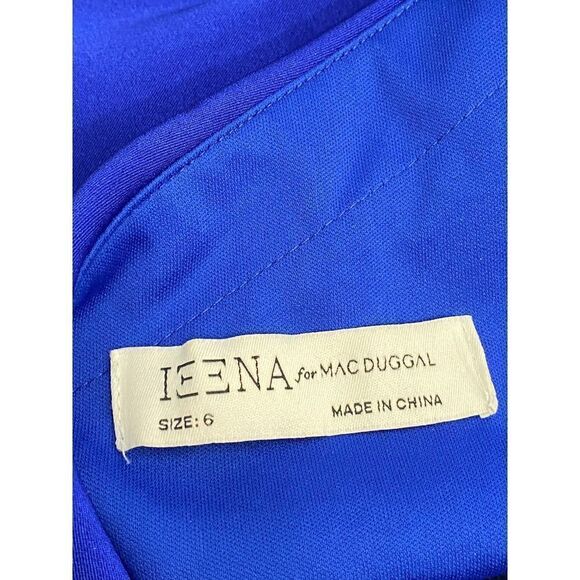 IEENA for MAC DUGGAL
SIZE: 6 MADE IN CHINA